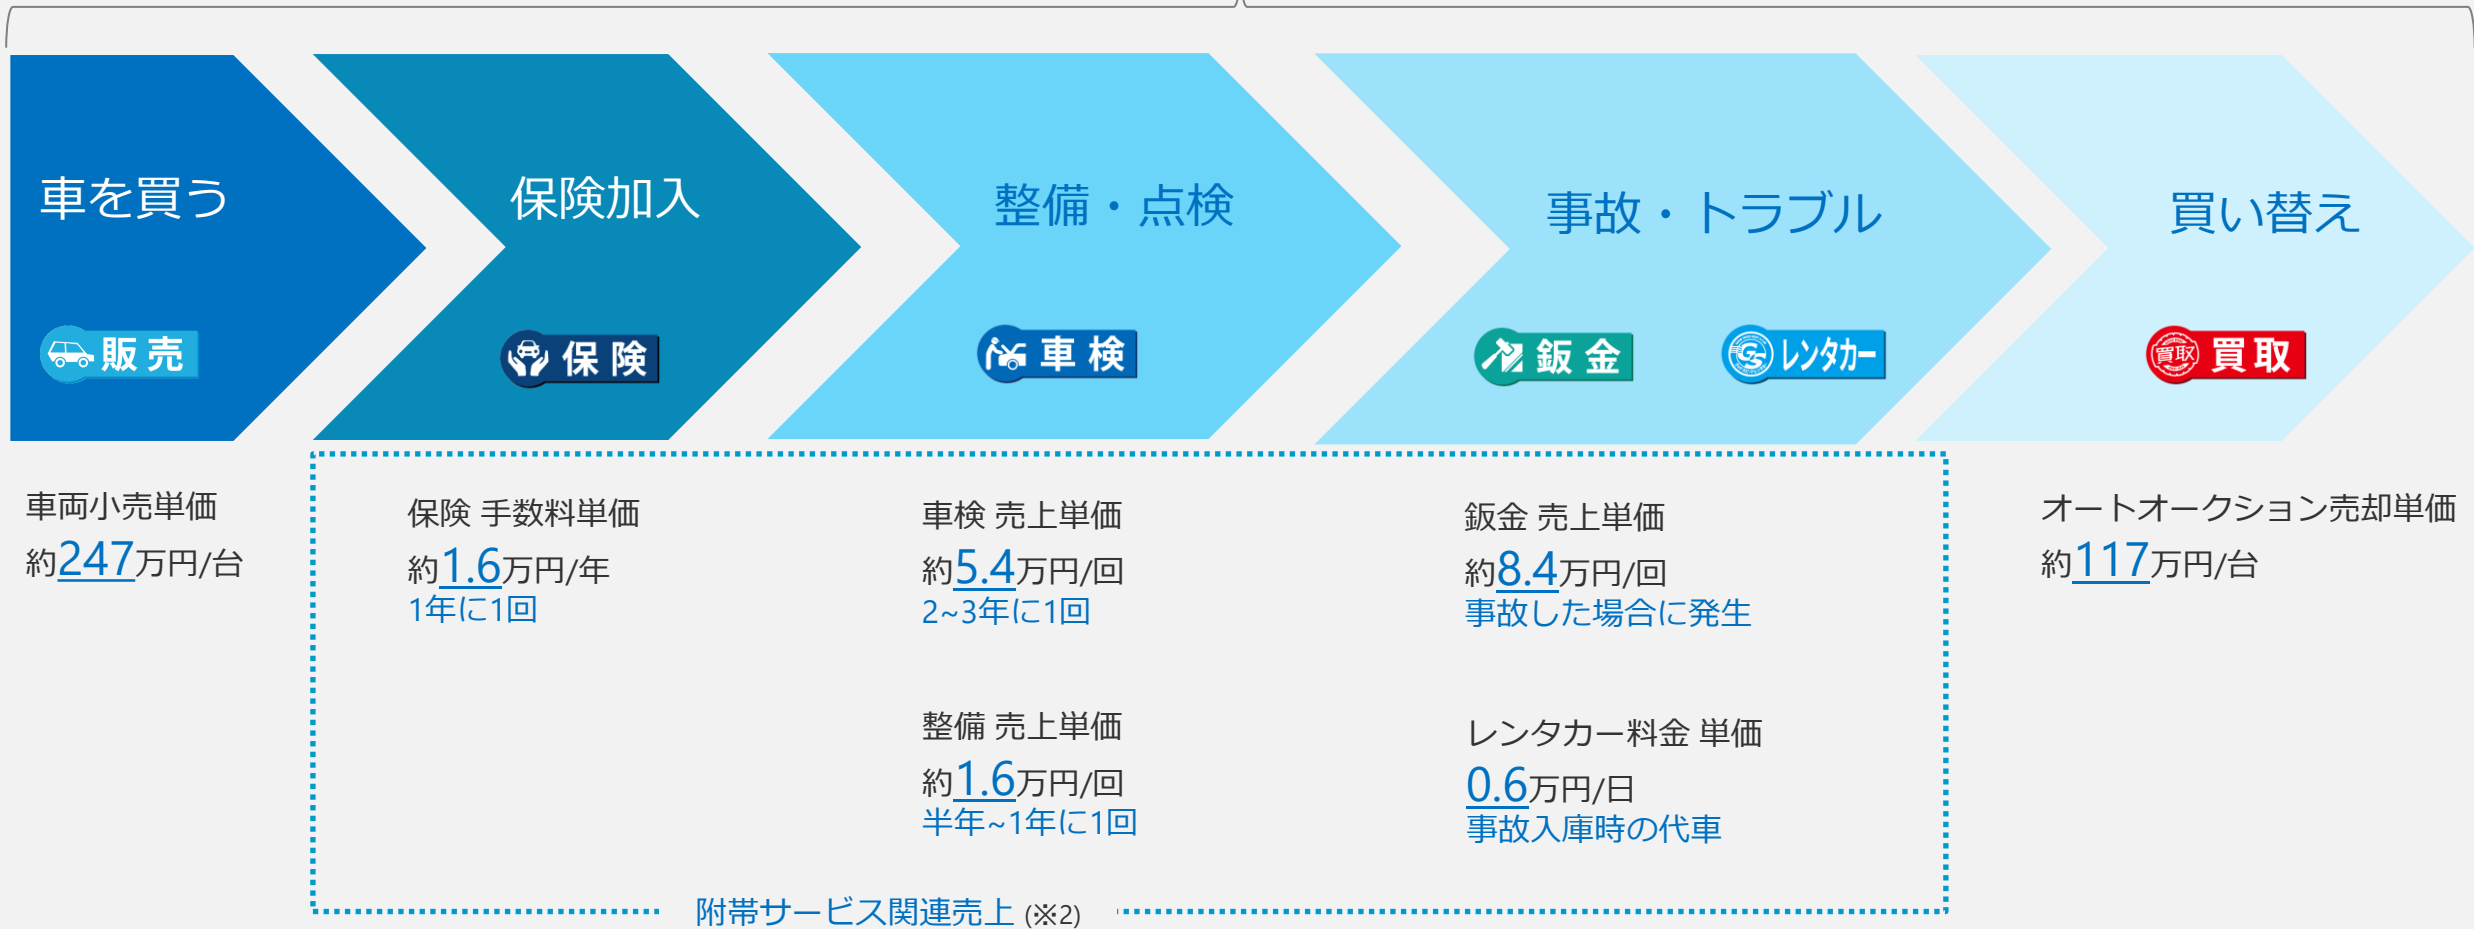 車を買う
販売
保険加入
保険
整備・点検
車検
事故・トラブル
鈑金
レンタカー
買い替え
買取
買取
車両小売単価
約247万円/台
保険 手数料単価
約1.6万円/年
1年に1回
車検 売上単価
約5.4万円/回
2~3年に1回
整備 売上単価
約1.6万円/回
半年~1年に1回
鈑金 売上単価
約8.4万円/回
事故した場合に発生
レンタカー料金 単価
0.6万円/日
事故入庫時の代車
オートオークション売却単価
約117万円/台
附帯サービス関連売上 (※2)